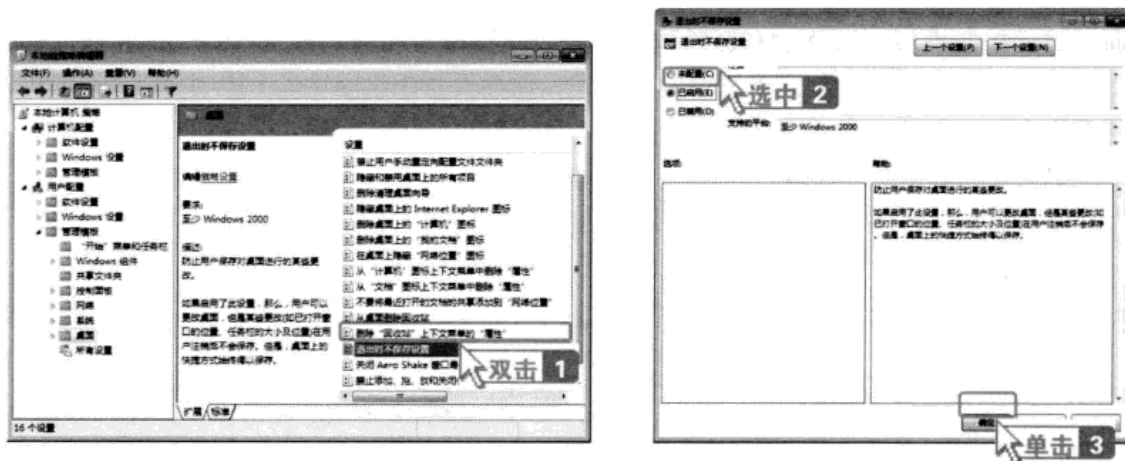 本地组策略编辑器
文件(F) 操作(A) 查看(V) 帮助(H)
本地计算机 策略
计算机配置
软件设置
Windows 设置
管理模板
用户配置
软件设置
Windows 设置
管理模板
“开始”菜单和任务栏
Windows 组件
共享文件夹
控制面板
网络
系统
桌面
所有设置
桌面
退出时不保存设置
编辑策略设置
要求:
至少 Windows 2000
描述:
防止用户保存对桌面进行的某些更
改。
如果启用了此设置，那么，用户可以
更改桌面，但是某些更改(如已打开窗
口的位置、任务栏的大小及位置)在用
户注销后不会保存。但是，桌面上的
快捷方式始终得以保存。
设置
禁止用户手动重定向配置文件文件夹
隐藏和禁用桌面上的所有项目
删除清理桌面向导
隐藏桌面上的 Internet Explorer 图标
删除桌面上的“计算机”图标
删除桌面上的“我的文档”图标
在桌面上隐藏“网络位置”图标
从“计算机”图标上下文菜单中删除“属性”
从“文档”图标上下文菜单中删除“属性”
不要将最近打开的文档的共享添加到“网络位置”
从桌面删除回收站
删除“回收站”上下文菜单的“属性”
退出时不保存设置
关闭 Aero Shake 窗口最
禁止添加、拖、放和关闭
双击 1
扩展 标准
16 个设置
退出时不保存设置
退出时不保存设置
上一个设置(P) 下一个设置(N)
未配置(C)
已启用(E)
已禁用(D)
选中 2
支持的平台: 至少 Windows 2000
选项:
帮助:
防止用户保存对桌面进行的某些更改。
如果启用了此设置，那么，用户可以更改桌面，但是某些更改(如
已打开窗口的位置、任务栏的大小及位置)在用户注销后不会保存
。但是，桌面上的快捷方式始终得以保存。
确定
单击 3